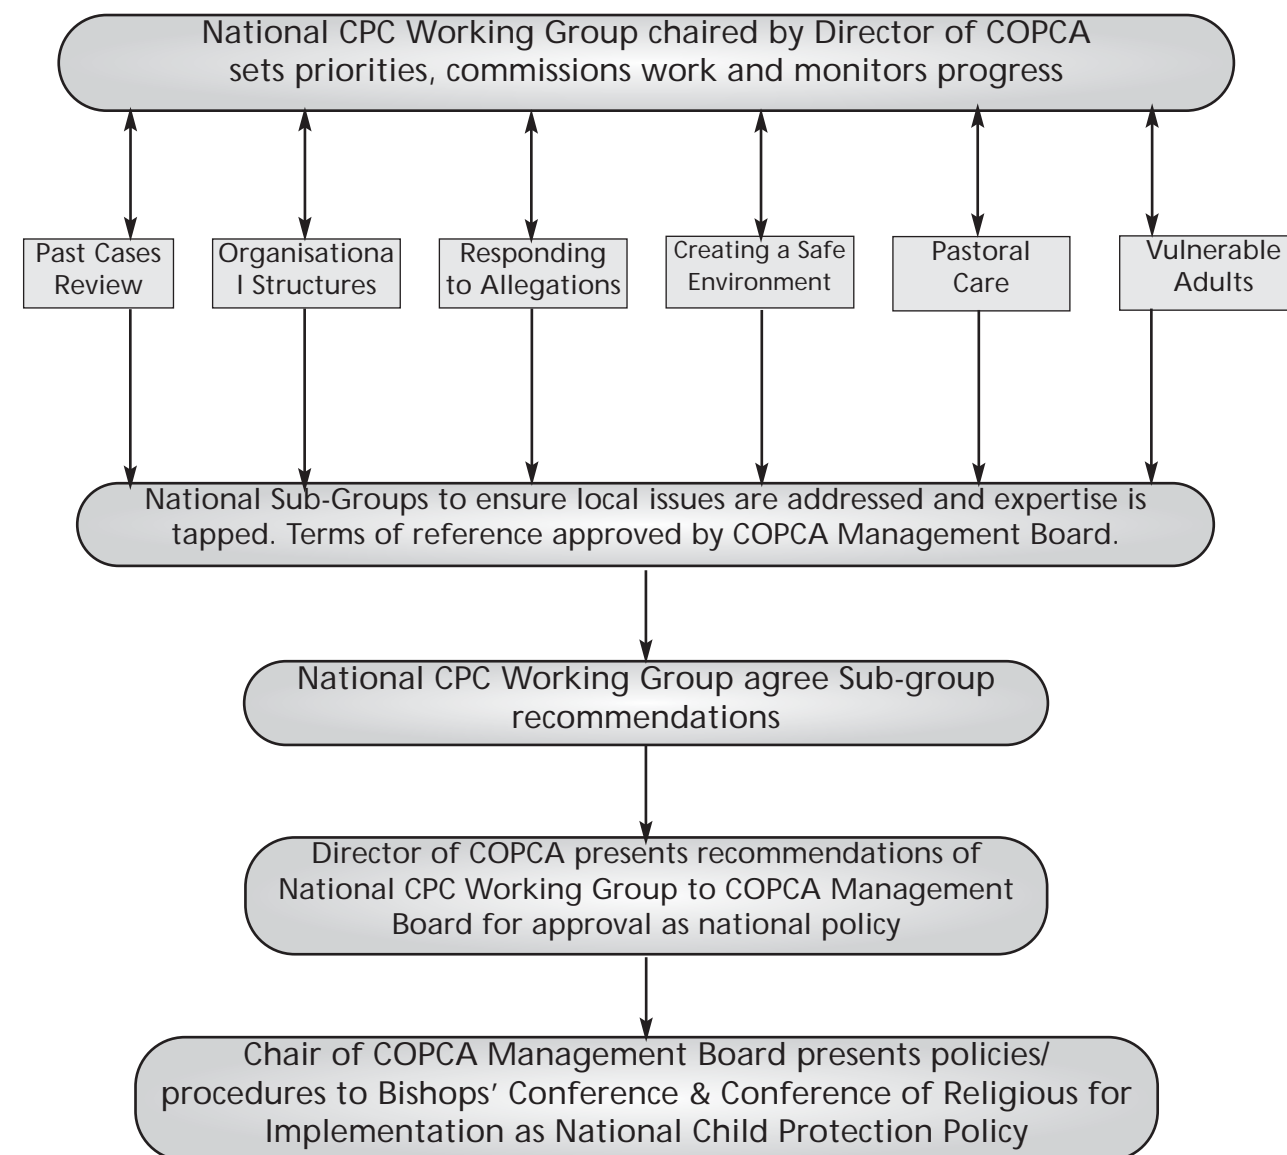 National CPC Working Group chaired by Director of COPCA
sets priorities, commissions work and monitors progress
Past Cases
Review
Organisationa
l Structures
Responding
to Allegations
Creating a Safe
Environment
Pastoral
Care
Vulnerable
Adults
National Sub-Groups to ensure local issues are addressed and expertise is
tapped. Terms of reference approved by COPCA Management Board.
National CPC Working Group agree Sub-group
recommendations
Director of COPCA presents recommendations of
National CPC Working Group to COPCA Management
Board for approval as national policy
Chair of COPCA Management Board presents policies/
procedures to Bishops’ Conference & Conference of Religious for
Implementation as National Child Protection Policy